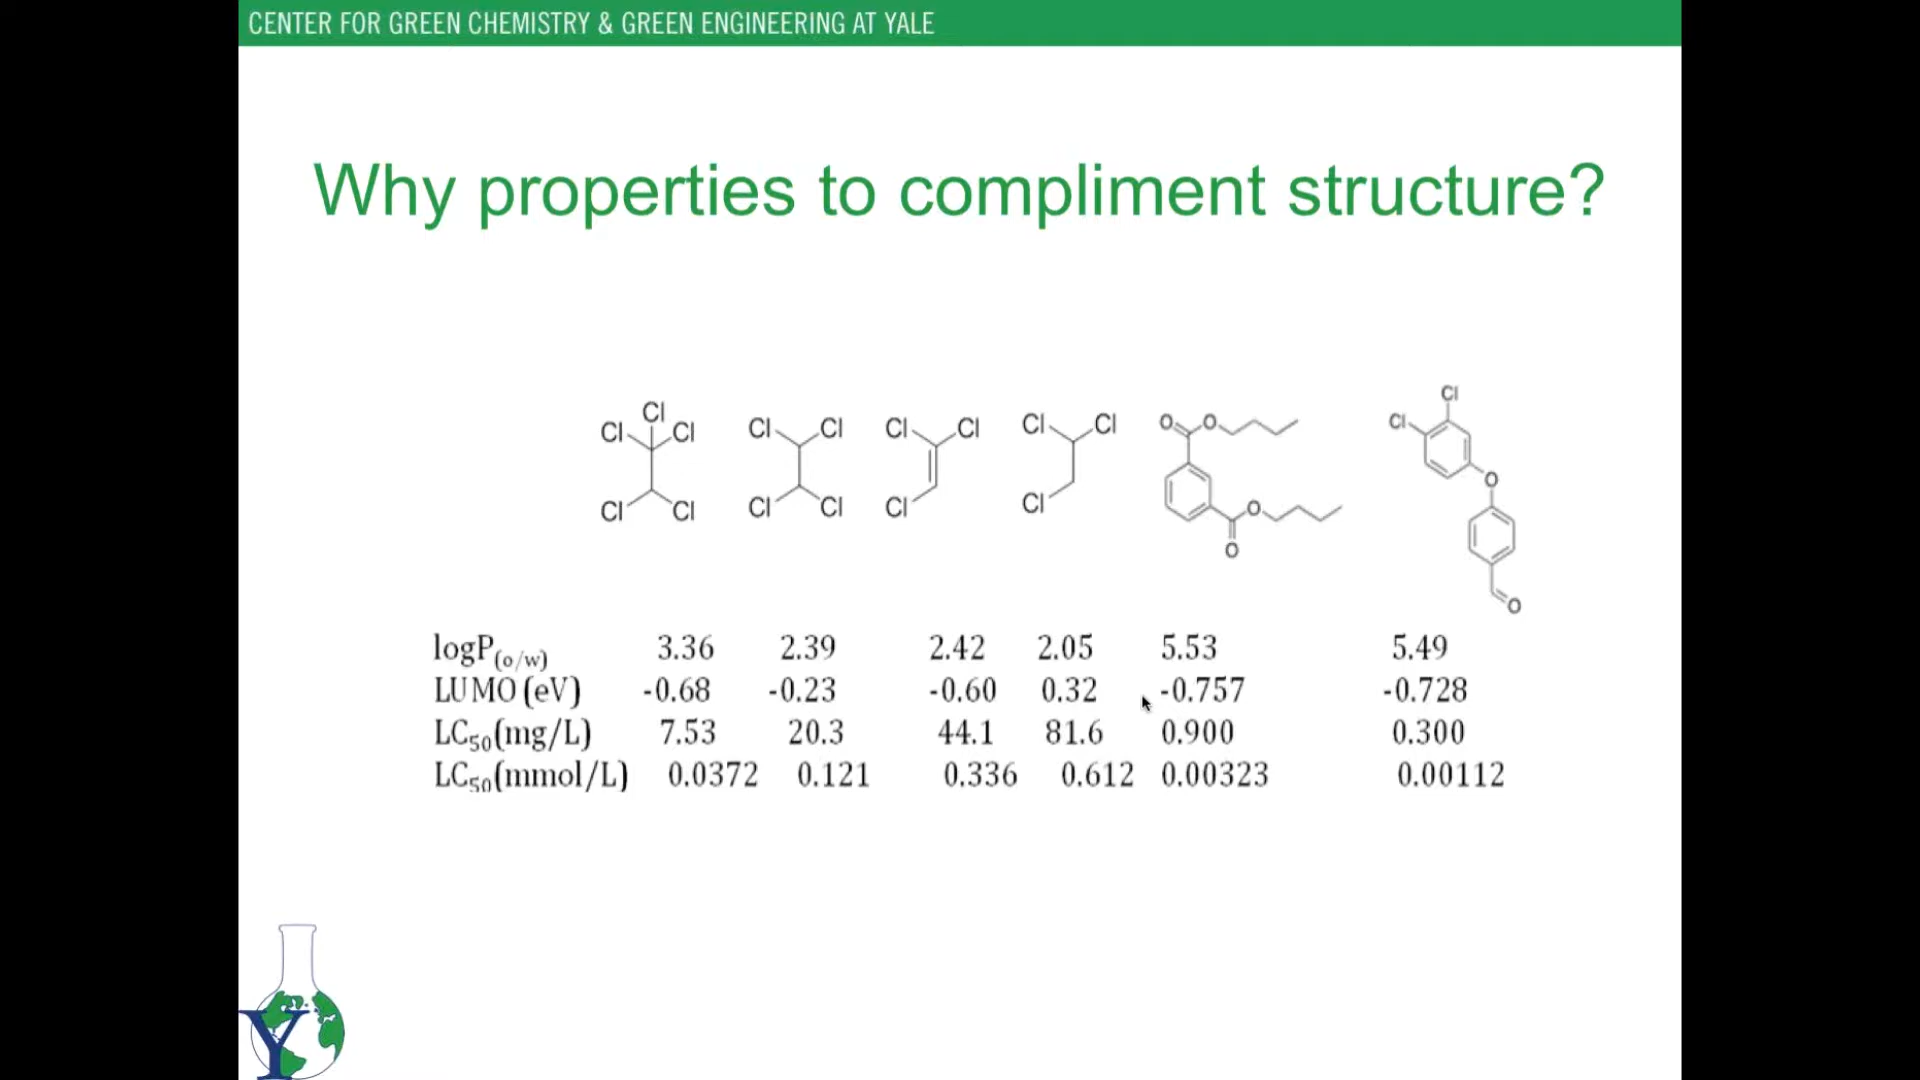 CENTER FOR GREEN CHEMISTRY & GREEN ENGINEERING AT YALE
Why properties to compliment structure?
Cl Cl Cl Cl Cl
Cl Cl Cl Cl
Cl Cl Cl
Cl Cl Cl
O O O O
Cl Cl O O
logP(o/w) 3.36 2.39 2.42 2.05 5.53 5.49
LUMO (eV) -0.68 -0.23 -0.60 0.32 -0.757 -0.728
LC50(mg/L) 7.53 20.3 44.1 81.6 0.900 0.300
LC50(mmol/L) 0.0372 0.121 0.336 0.612 0.00323 0.00112
Y